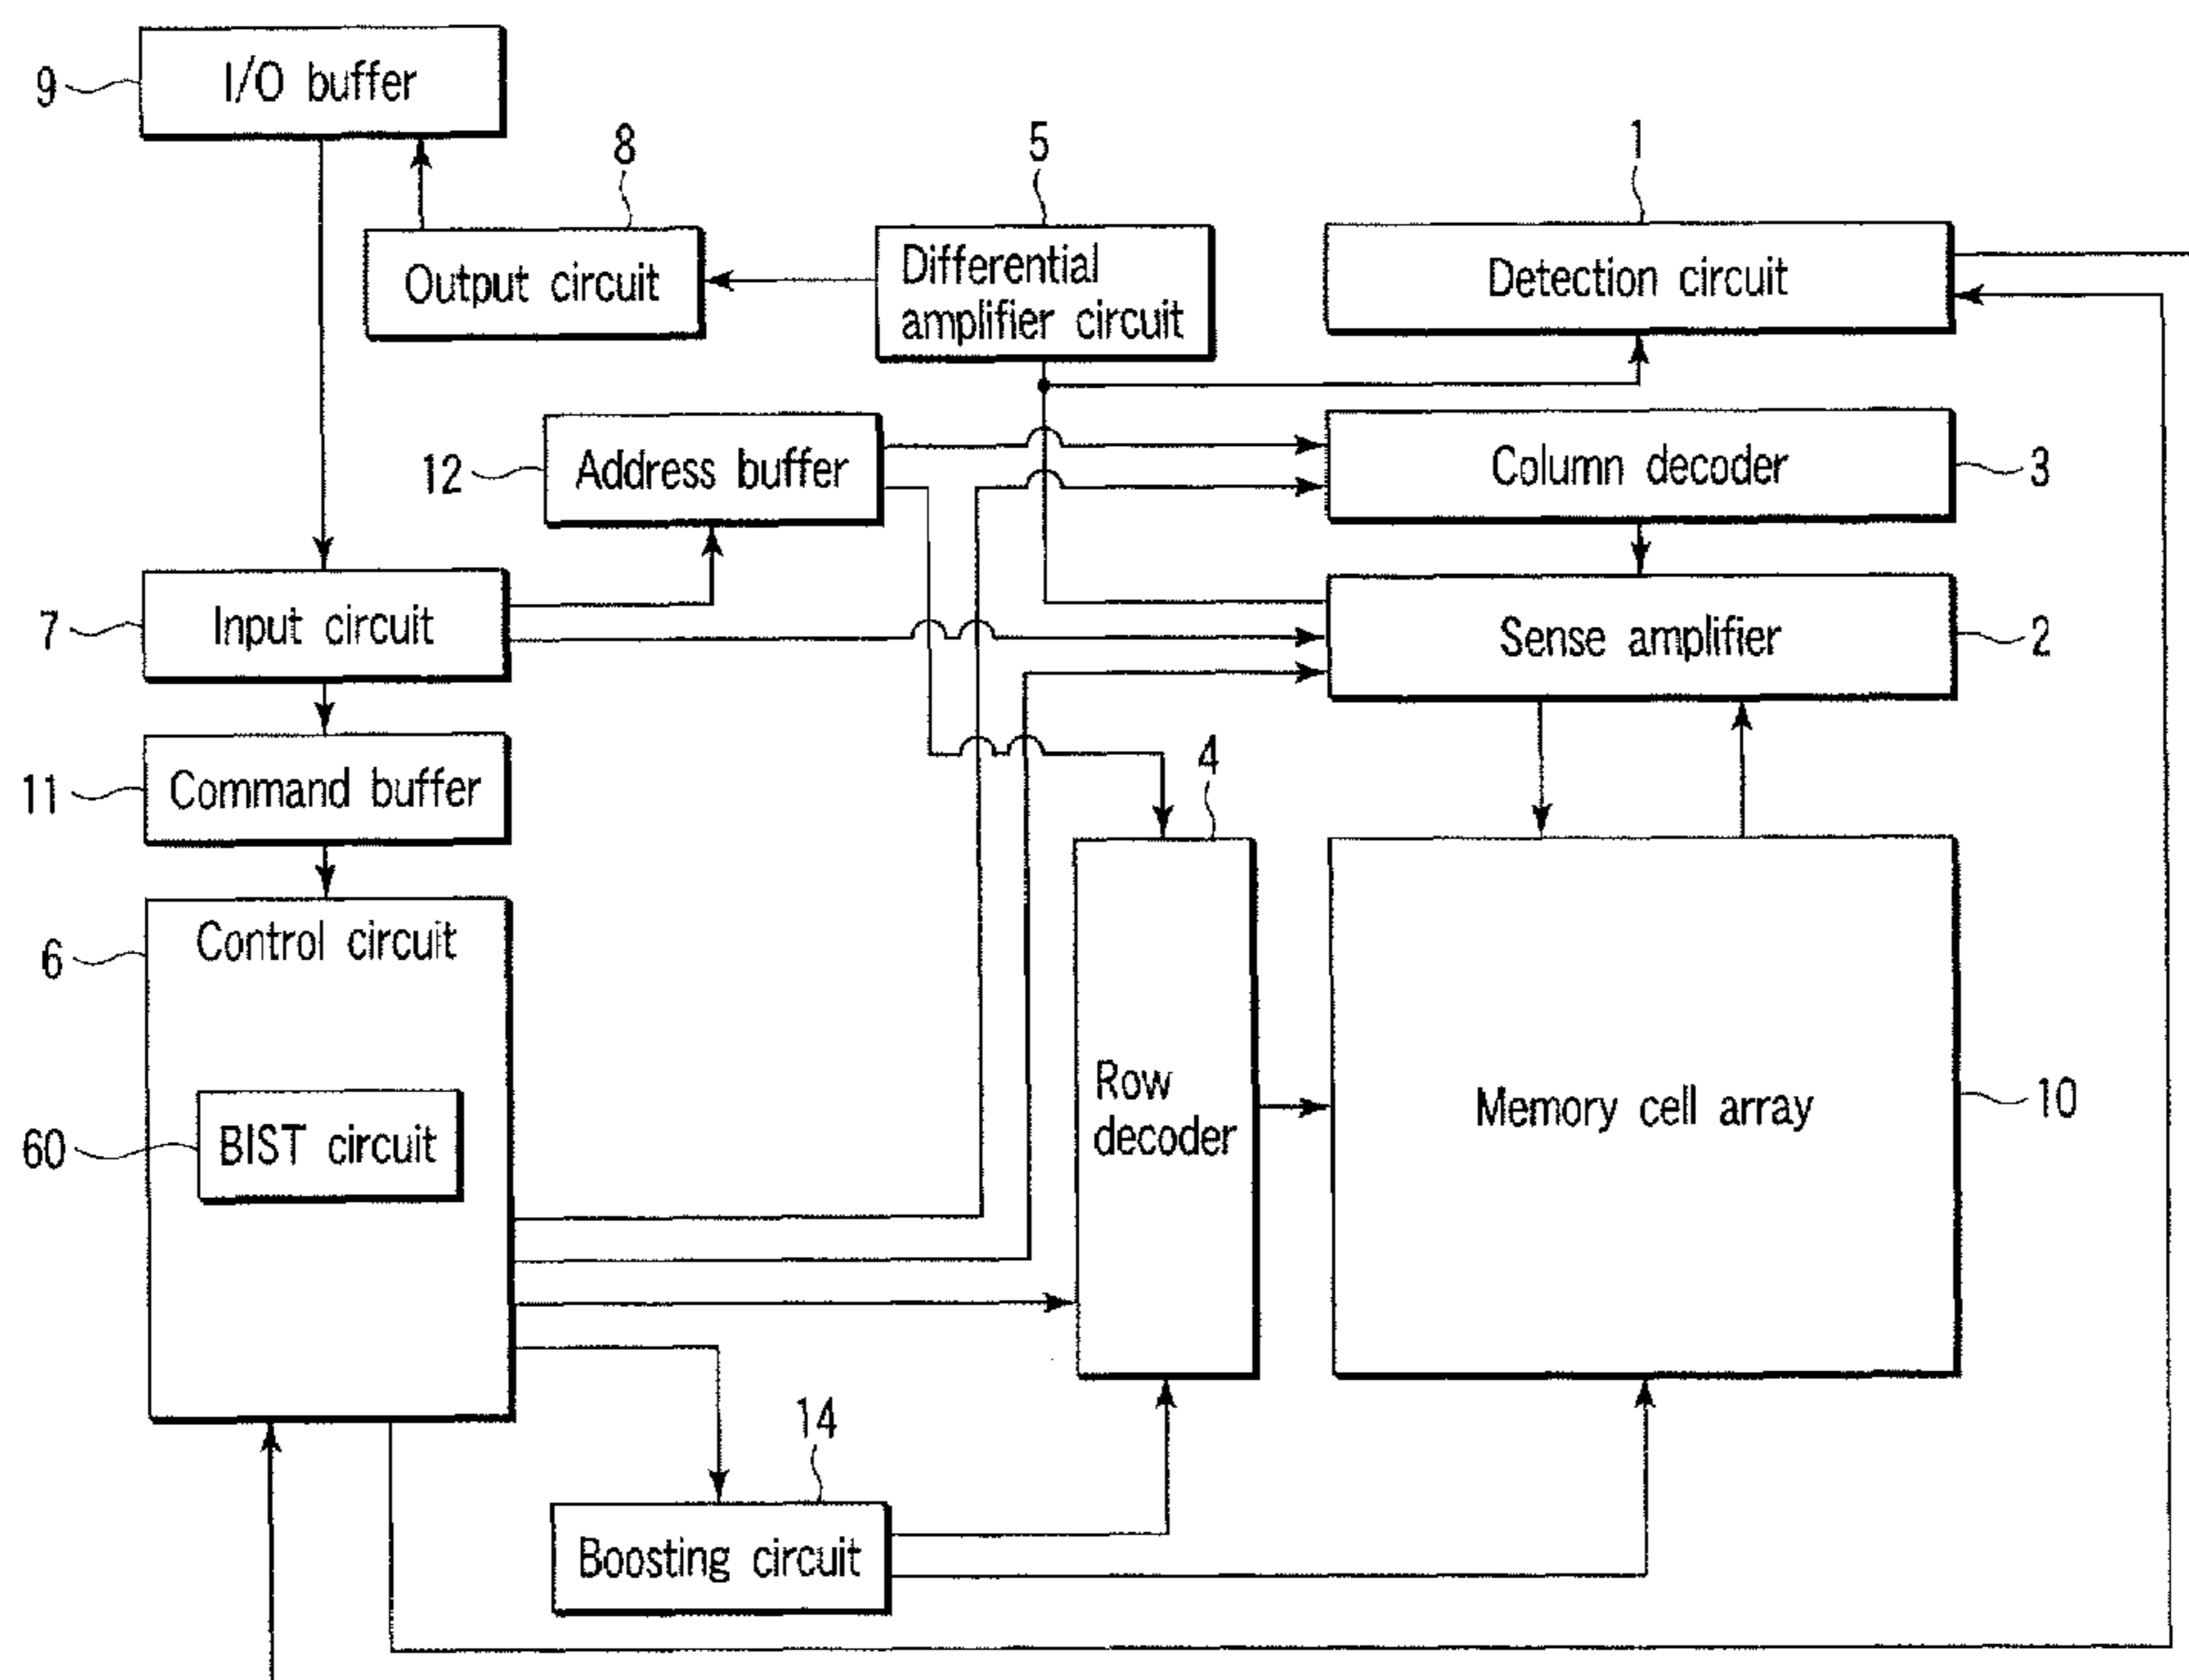 9
I/O buffer
8
Output circuit
5
Differential
amplifier circuit
1
Detection circuit
12
Address buffer
Column decoder
3
7
Input circuit
Sense amplifier
2
11
Command buffer
4
6
Control circuit
Row
decoder
Memory cell array
10
60
BIST circuit
14
Boosting circuit